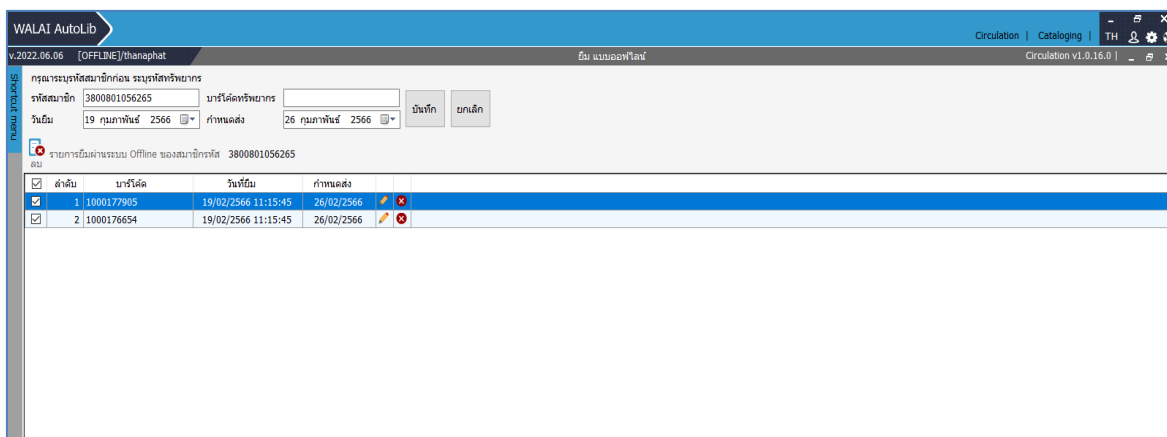 WALAI AutoLib
Circulation | Cataloging | TH
v.2022.06.06 [OFFLINE]/thanaphat ยืม แบบออฟไลน์ Circulation v1.0.16.0 |
Shortcut menu
กรุณาระบุรหัสสมาชิกก่อน ระบุรหัสทรัพยากร
รหัสสมาชิก 3800801056265 บาร์โค้ดทรัพยากร บันทึก ยกเลิก
วันยืม 19 กุมภาพันธ์ 2566 กำหนดส่ง 26 กุมภาพันธ์ 2566
ลบ รายการยืมผ่านระบบ Offline ของสมาชิกรหัส 3800801056265
ลำดับ บาร์โค้ด วันที่ยืม กำหนดส่ง
1 1000177905 19/02/2566 11:15:45 26/02/2566
2 1000176654 19/02/2566 11:15:45 26/02/2566